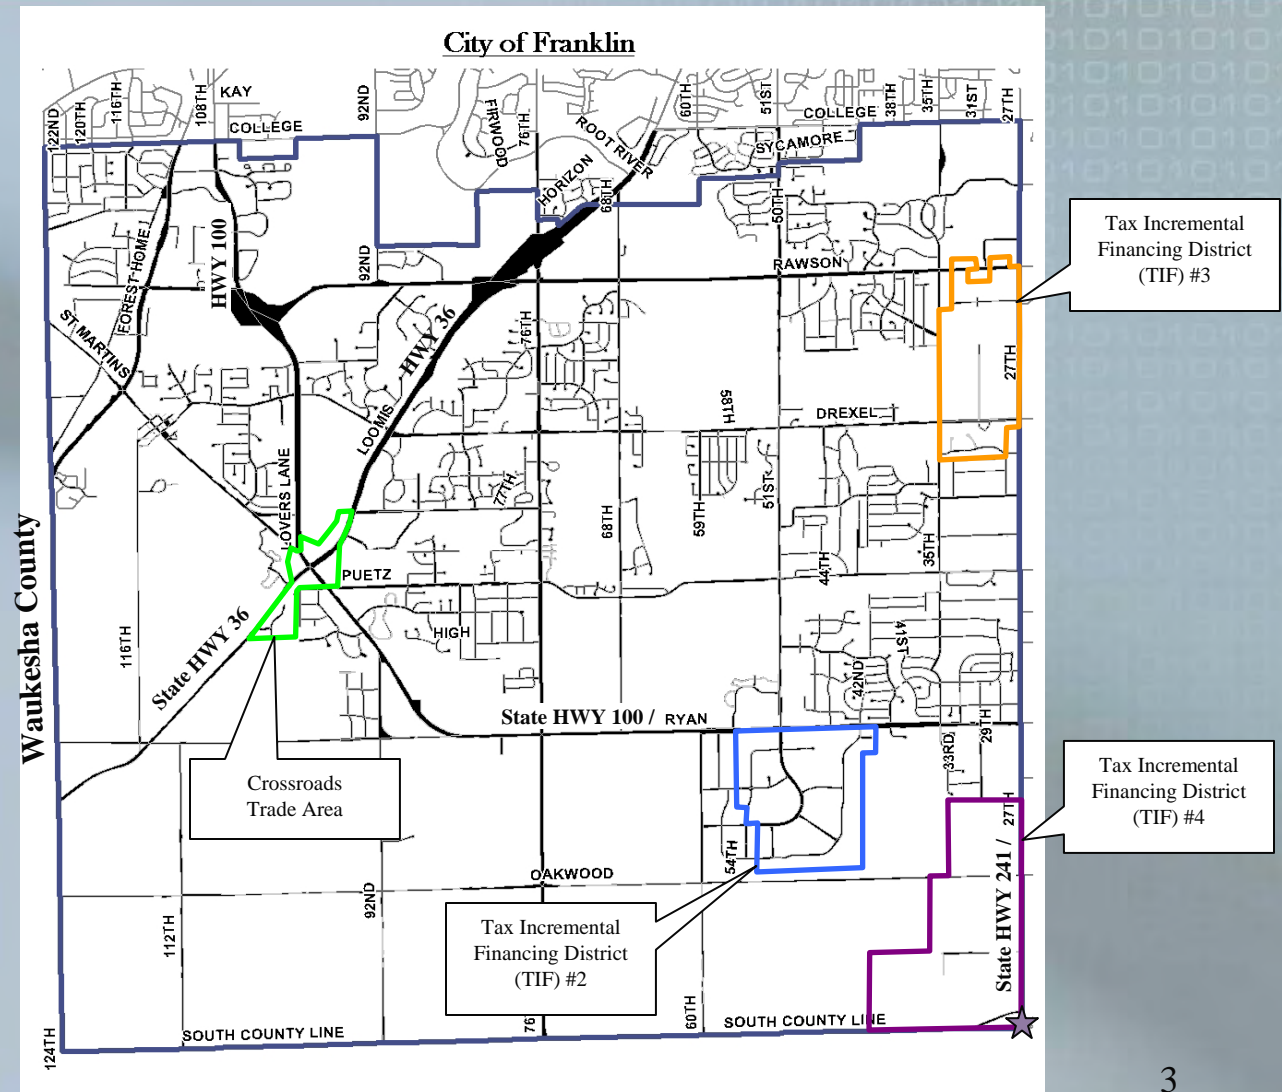 City of Franklin
122ND
120TH
116TH
108TH
KAY
COLLEGE
92ND
FIRWOOD
76TH
ROOT RIVER
HORIZON
68TH
60TH
51ST
SYCAMORE
COLLEGE
38TH
35TH
31ST
27TH
50TH
RAWSON
Tax Incremental
Financing District
(TIF) #3
FOREST HOME
HWY 100
92ND
ST. MARTINS
HWY 36
LOOMIS
76TH
58TH
DREXEL
27TH
LOVERS LANE
77TH
68TH
59TH
51ST
44TH
35TH
Waukesha County
PUETZ
HIGH
116TH
State HWY 36
41ST
42ND
State HWY 100 / RYAN
29TH
33RD
Crossroads
Trade Area
Tax Incremental
Financing District
(TIF) #4
27TH
State HWY 241 /
54TH
OAKWOOD
92ND
112TH
Tax Incremental
Financing District
(TIF) #2
124TH
SOUTH COUNTY LINE
76
60TH
SOUTH COUNTY LINE
3